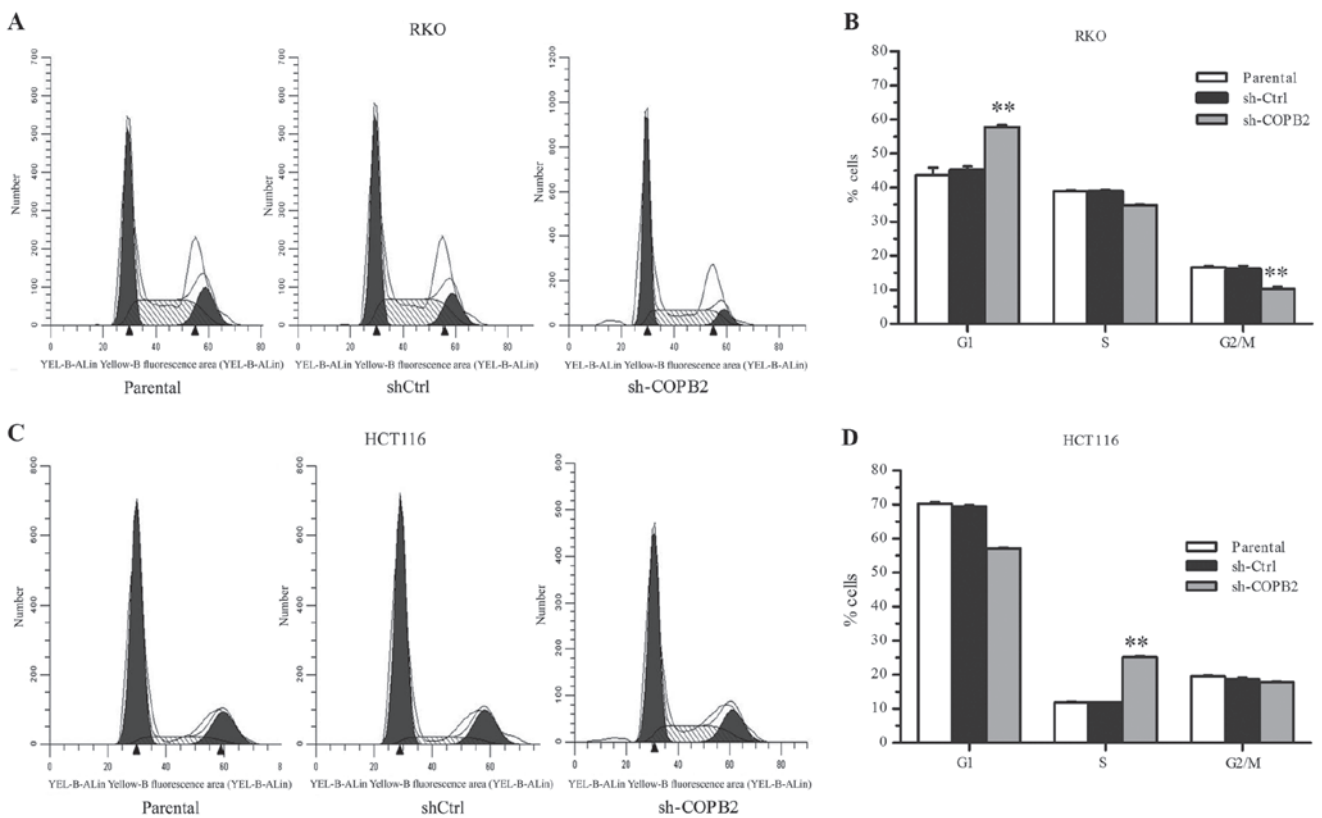 A
RKO
700
600
500
400
300
200
100
0
Number
0 20 40 60 80
YEL-B-ALin Yellow-B fluorescence area (YEL-B-ALin)
Parental
700
600
500
400
300
200
100
0
Number
0 20 40 60 80
YEL-B-ALin Yellow-B fluorescence area (YEL-B-ALin)
shCtrl
1200
1,000
800
600
400
200
0
Number
0 20 40 60 80
YEL-B-ALin Yellow-B fluorescence area (YEL-B-ALin)
sh-COPB2
B
RKO
80
70
60
50
40
30
20
10
0
% cells
Parental
sh-Ctrl
sh-COPB2
**
**
G1 S G2/M
C
HCT116
800
600
400
200
0
Number
0 20 40 60 8
YEL-B-ALin Yellow-B fluorescence area (YEL-B-ALin)
Parental
800
600
400
200
0
Number
0 20 40 60
YEL-B-ALin Yellow-B fluorescence area (YEL-B-ALin)
shCtrl
600
500
400
300
200
100
0
Number
0 20 40 60 80
YEL-B-ALin Yellow-B fluorescence area (YEL-B-ALin)
sh-COPB2
D
HCT116
80
70
60
50
40
30
20
10
0
% cells
Parental
sh-Ctrl
sh-COPB2
**
G1 S G2/M